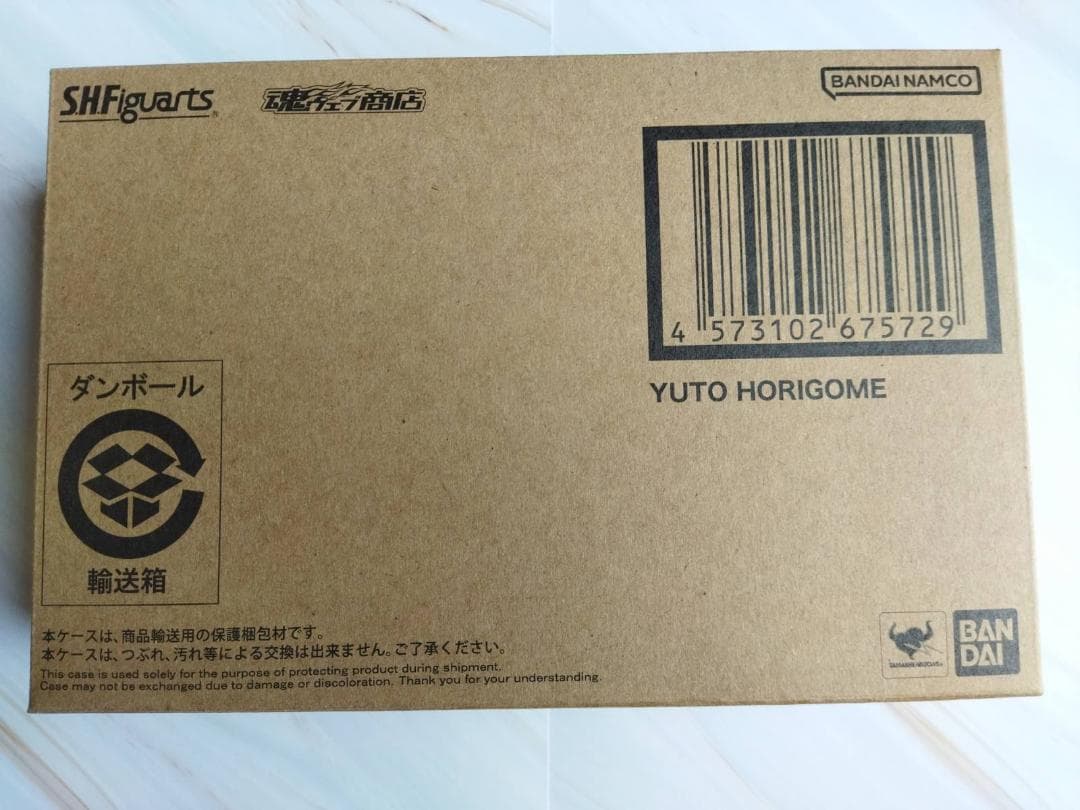 S.H.Figuarts
魂ウェブ商店
BANDAI NAMCO
4 573102 675729
YUTO HORIGOME
ダンボール
輸送箱
本ケースは、商品輸送用の保護梱包材です。
本ケースは、つぶれ、汚れ等による交換は出来ません。ご了承ください。
This case is used solely for the purpose of protecting product during shipment.
Case may not be exchanged due to damage or discoloration. Thank you for your understanding.
TAMASHII NATIONS
BAN
DAI